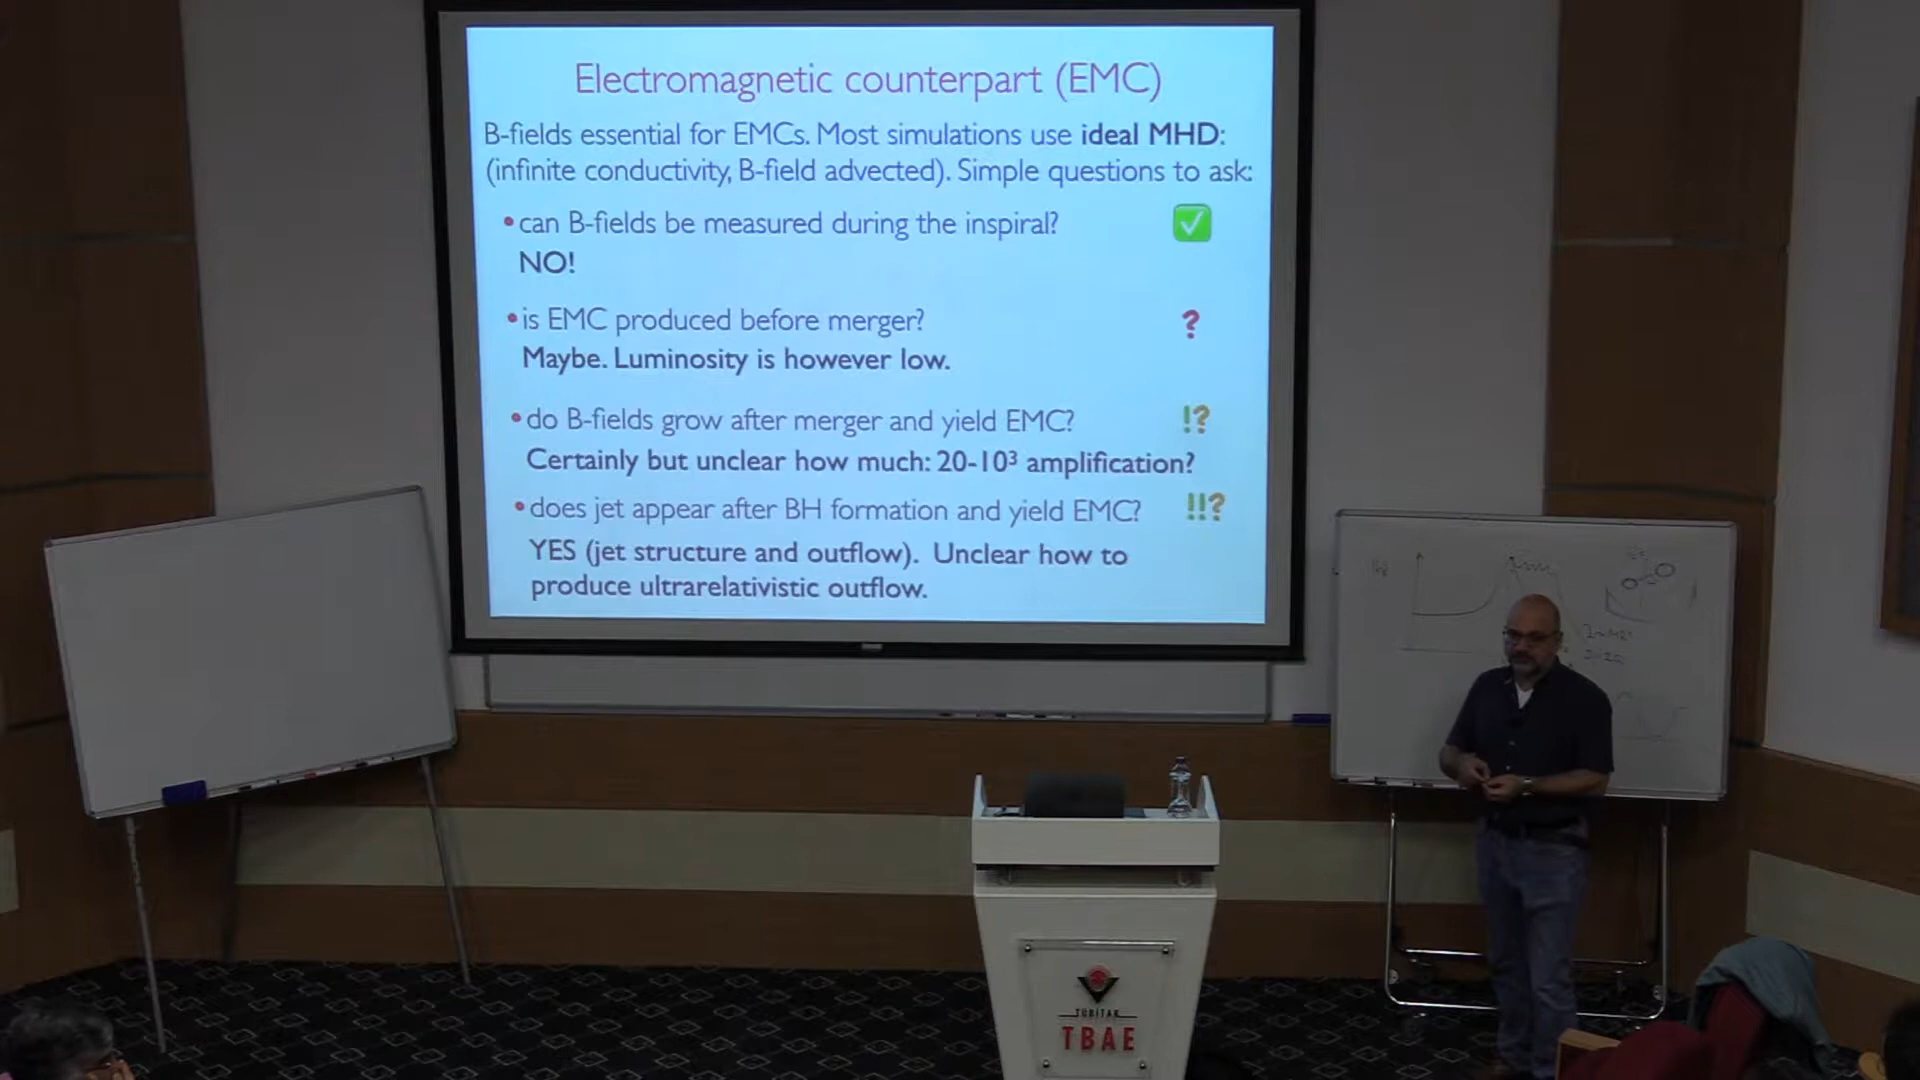 Electromagnetic counterpart (EMC)
B-fields essential for EMCs. Most simulations use ideal MHD:
(infinite conductivity, B-field advected). Simple questions to ask:
• can B-fields be measured during the inspiral? ✅
NO!
• is EMC produced before merger? ?
Maybe. Luminosity is however low.
• do B-fields grow after merger and yield EMC? !?
Certainly but unclear how much: 20-10³ amplification?
• does jet appear after BH formation and yield EMC? !!?
YES (jet structure and outflow). Unclear how to
produce ultrarelativistic outflow.
TÜBİTAK
TBAE